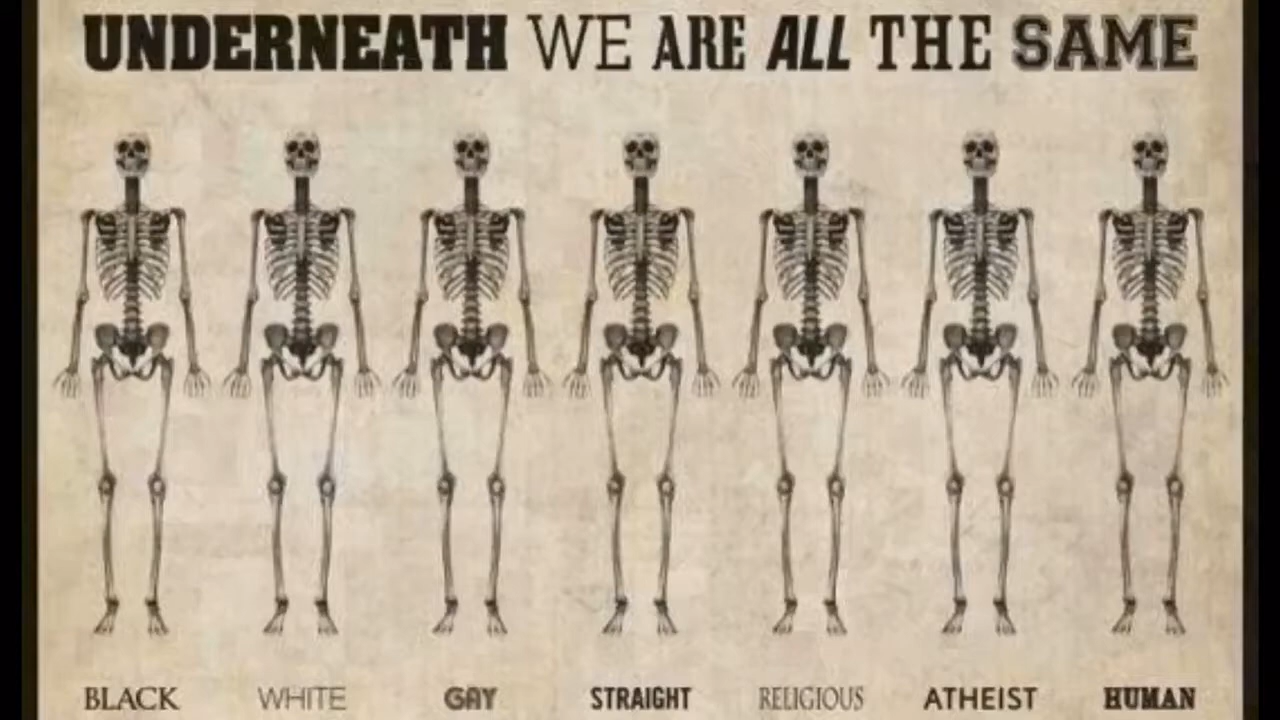 UNDERNEATH WE ARE ALL THE SAME
BLACK WHITE GAY STRAIGHT RELIGIOUS ATHEIST HUMAN